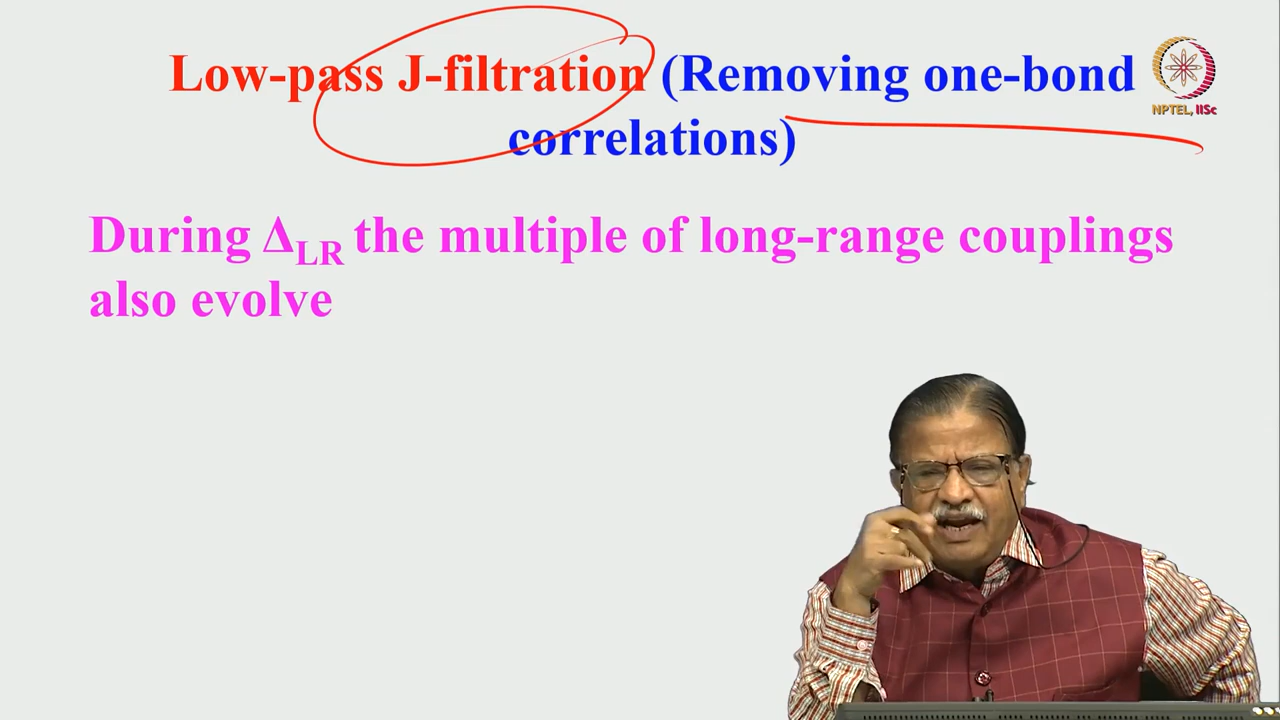 Low-pass J-filtration (Removing one-bond
correlations)
NPTEL, IISc
During ΔLR the multiple of long-range couplings
also evolve